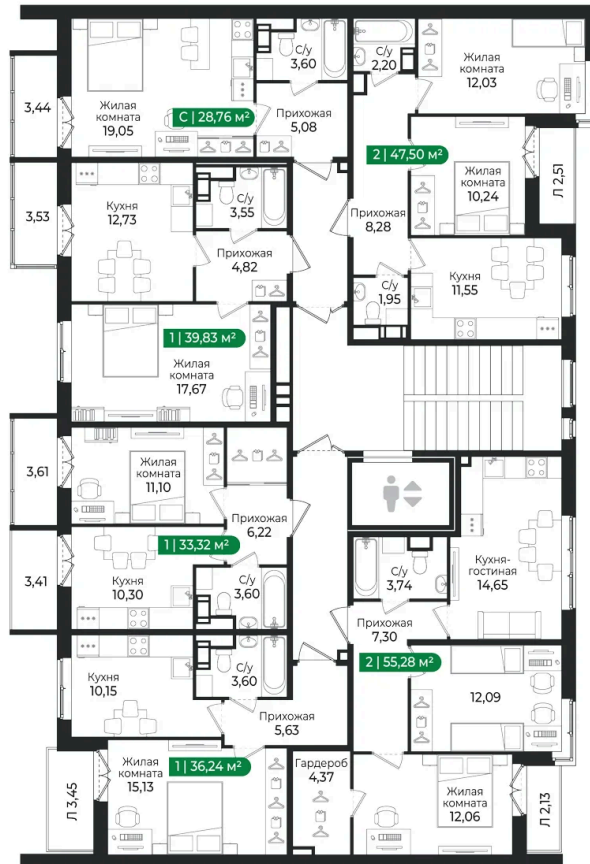 С/у
3,60
С/у
2,20
Жилая
комната
12,03
3,44
Жилая
комната
19,05
С | 28,76 м²
Прихожая
5,08
2 | 47,50 м²
Жилая
комната
10,24
Л 2,51
3,53
Кухня
12,73
С/у
3,55
Прихожая
4,82
Прихожая
8,28
С/у
1,95
Кухня
11,55
1 | 39,83 м²
Жилая
комната
17,67
3,61
Жилая
комната
11,10
Прихожая
6,22
1 | 33,32 м²
3,41
Кухня
10,30
С/у
3,60
С/у
3,74
Кухня-
гостиная
14,65
Прихожая
7,30
2 | 55,28 м²
Кухня
10,15
С/у
3,60
Прихожая
5,63
12,09
Л 3,45
Жилая
комната
15,13
1 | 36,24 м²
Гардероб
4,37
Жилая
комната
12,06
Л 2,13